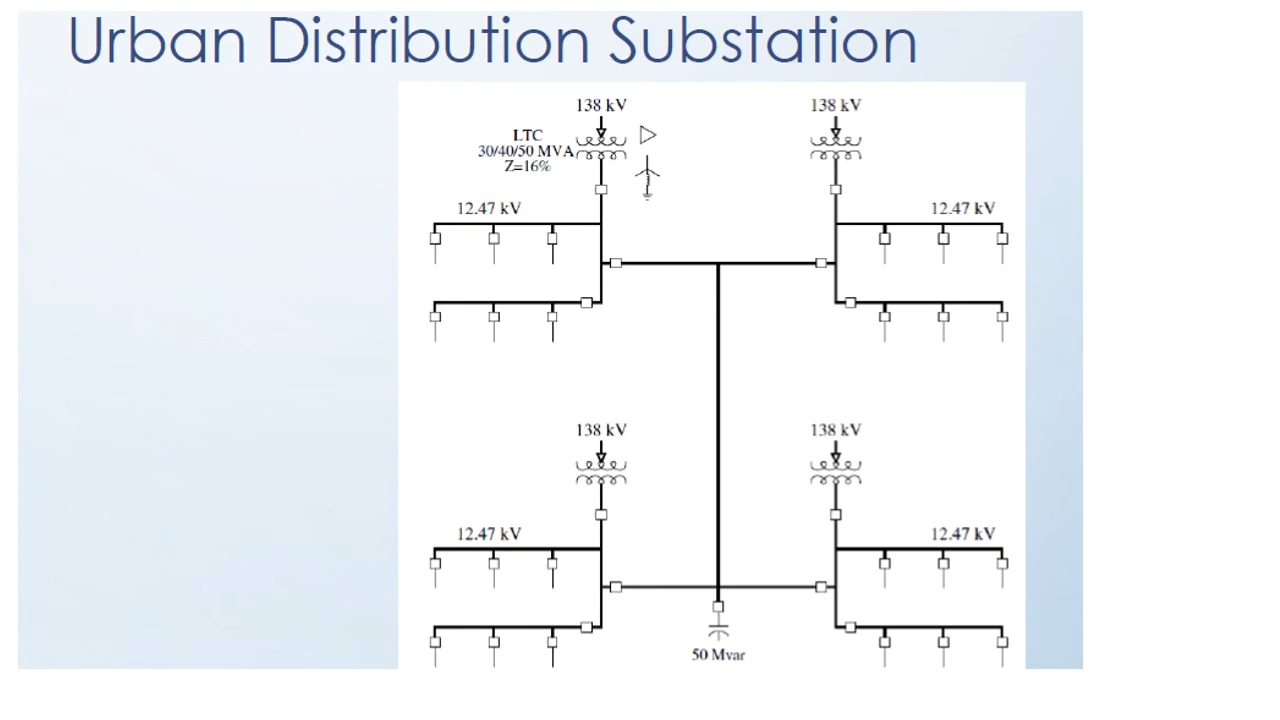 Urban Distribution Substation
138 kV
138 kV
LTC
30/40/50 MVA
Z=16%
12.47 kV
12.47 kV
138 kV
138 kV
12.47 kV
12.47 kV
50 Mvar